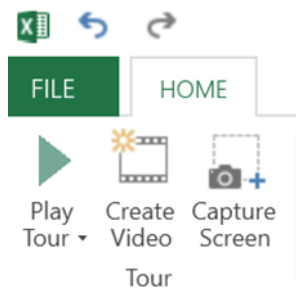 FILE HOME
Play Tour
Create Video
Capture Screen
Tour